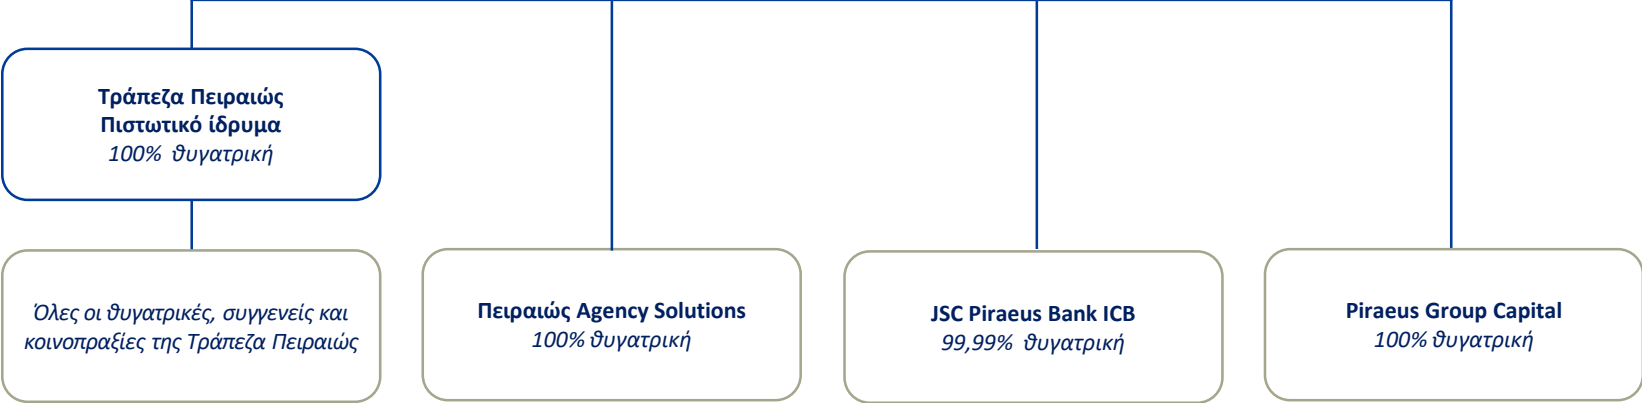 Τράπεζα Πειραιώς
Πιστωτικό ίδρυμα
100% θυγατρική
Όλες οι θυγατρικές, συγγενείς και
κοινοπραξίες της Τράπεζα Πειραιώς
Πειραιώς Agency Solutions
100% θυγατρική
JSC Piraeus Bank ICB
99,99% θυγατρική
Piraeus Group Capital
100% θυγατρική